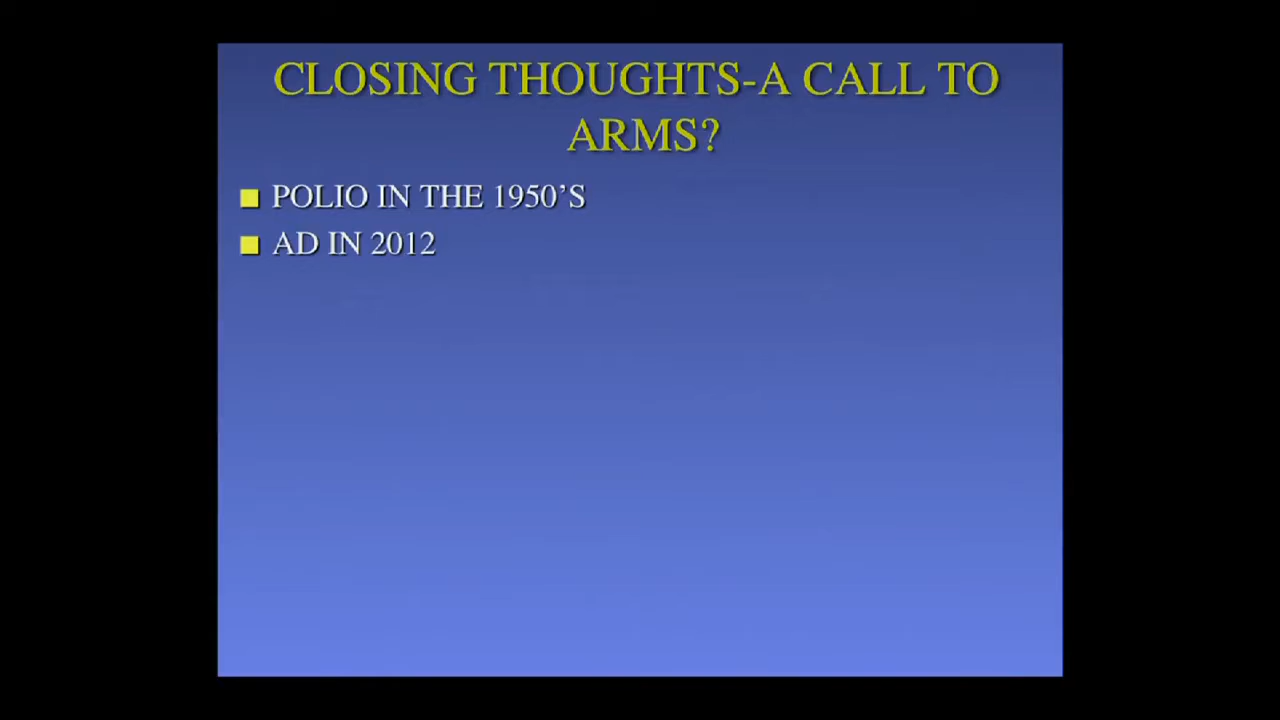 CLOSING THOUGHTS-A CALL TO
ARMS?
POLIO IN THE 1950’S
AD IN 2012